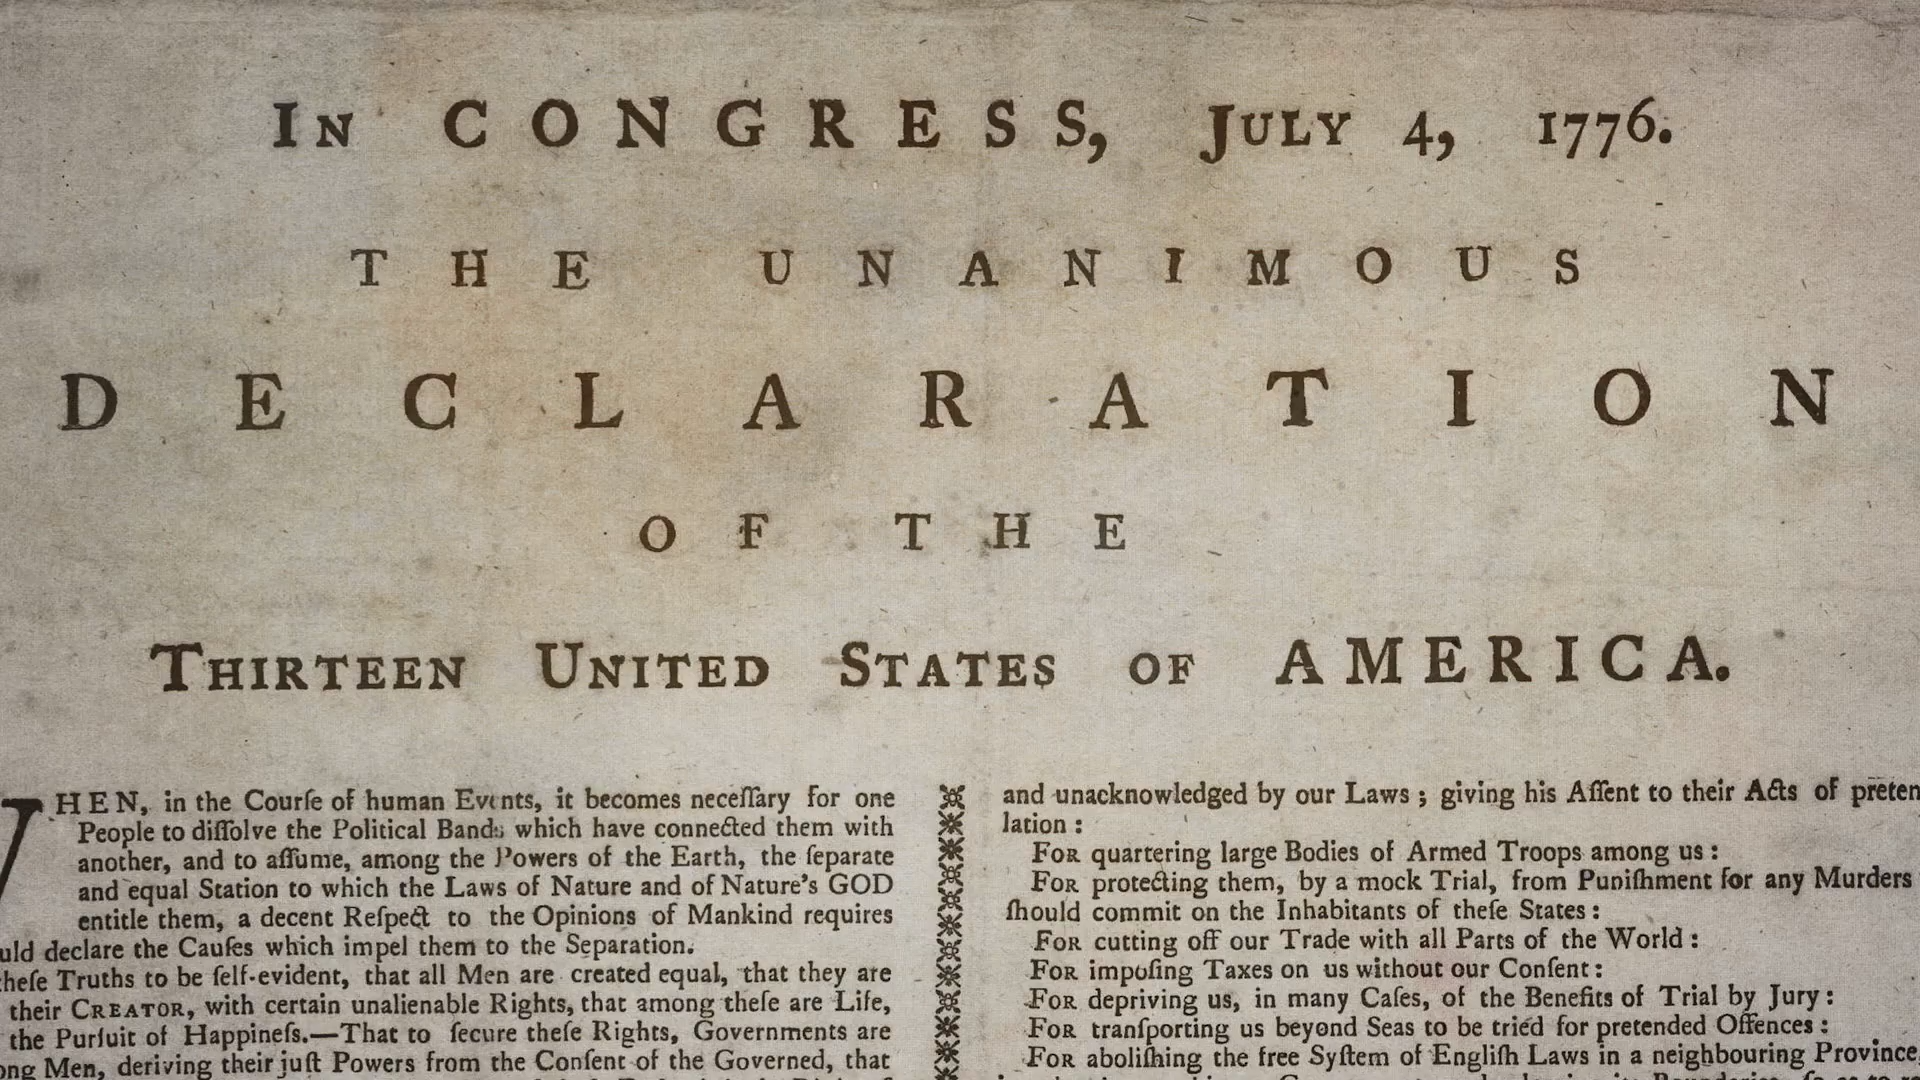 In CONGRESS, July 4, 1776.
THE UNANIMOUS
DECLARATION
OF THE
Thirteen United States of AMERICA.
WHEN, in the Courſe of human Events, it becomes neceſſary for one
People to diſſolve the Political Bands which have connected them with
another, and to aſſume, among the Powers of the Earth, the ſeparate
and equal Station to which the Laws of Nature and of Nature's GOD
entitle them, a decent Reſpect to the Opinions of Mankind requires
uld declare the Cauſes which impel them to the Separation.
theſe Truths to be ſelf-evident, that all Men are created equal, that they are
their Creator, with certain unalienable Rights, that among theſe are Life,
the Purſuit of Happineſs.—That to ſecure theſe Rights, Governments are
ong Men, deriving their juſt Powers from the Conſent of the Governed, that
and unacknowledged by our Laws; giving his Aſſent to their Acts of preten
lation:
For quartering large Bodies of Armed Troops among us:
For protecting them, by a mock Trial, from Puniſhment for any Murders
ſhould commit on the Inhabitants of theſe States:
For cutting off our Trade with all Parts of the World:
For impoſing Taxes on us without our Conſent:
For depriving us, in many Caſes, of the Benefits of Trial by Jury:
For tranſporting us beyond Seas to be tried for pretended Offences:
For aboliſhing the free Syſtem of Engliſh Laws in a neighbouring Province,